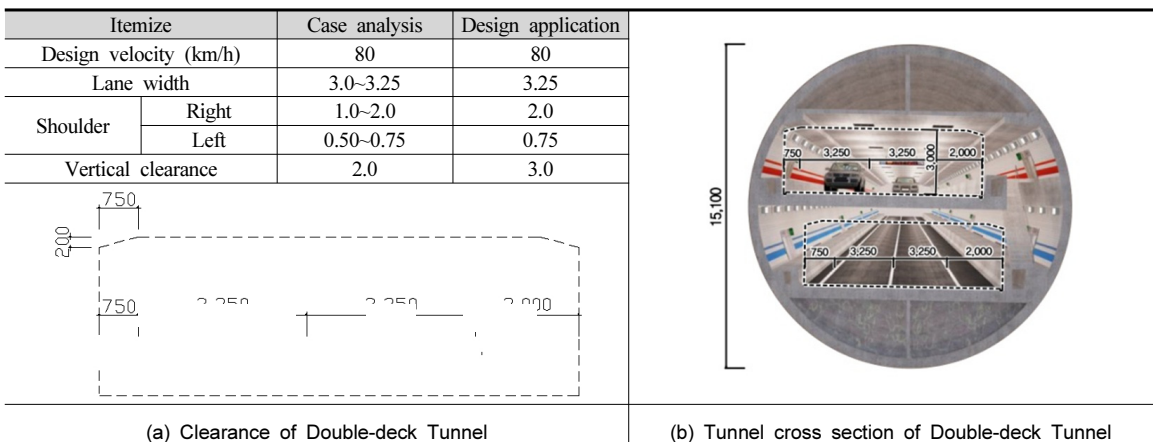 Itemize Case analysis Design application
Design velocity (km/h) 80 80
Lane width 3.0~3.25 3.25
Shoulder Right 1.0~2.0 2.0
Left 0.50~0.75 0.75
Vertical clearance 2.0 3.0
750
200
750
(a) Clearance of Double-deck Tunnel
15,100
750 3,250 3,250 3,000 2,000
750 3,250 3,250 2,000
(b) Tunnel cross section of Double-deck Tunnel